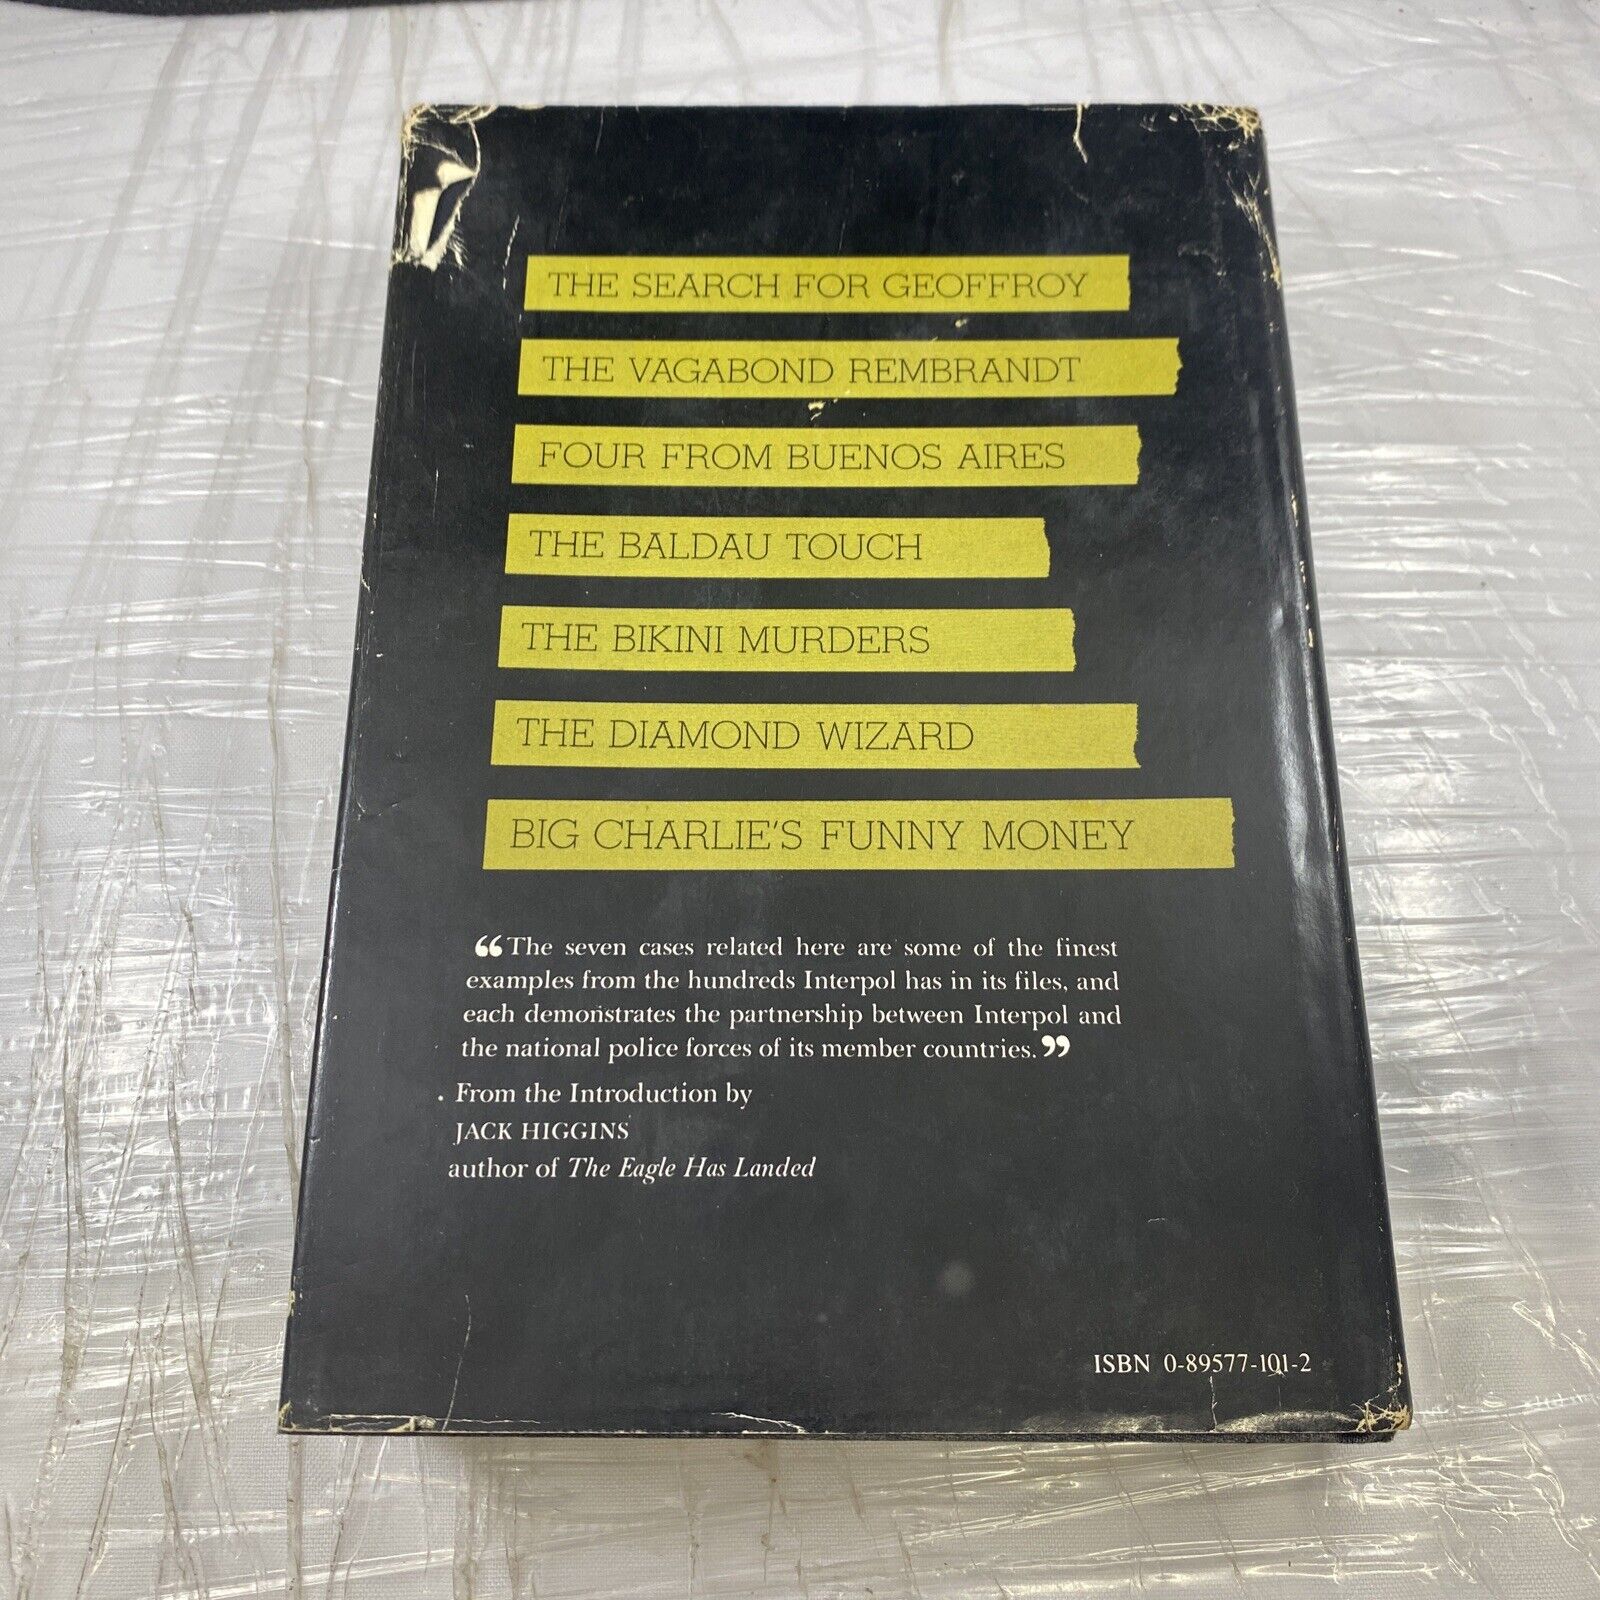 THE SEARCH FOR GEOFFROY
THE VAGABOND REMBRANDT
FOUR FROM BUENOS AIRES
THE BALDAU TOUCH
THE BIKINI MURDERS
THE DIAMOND WIZARD
BIG CHARLIE'S FUNNY MONEY
“The seven cases related here are some of the finest
examples from the hundreds Interpol has in its files, and
each demonstrates the partnership between Interpol and
the national police forces of its member countries.”
From the Introduction by
JACK HIGGINS
author of The Eagle Has Landed
ISBN 0-89577-101-2